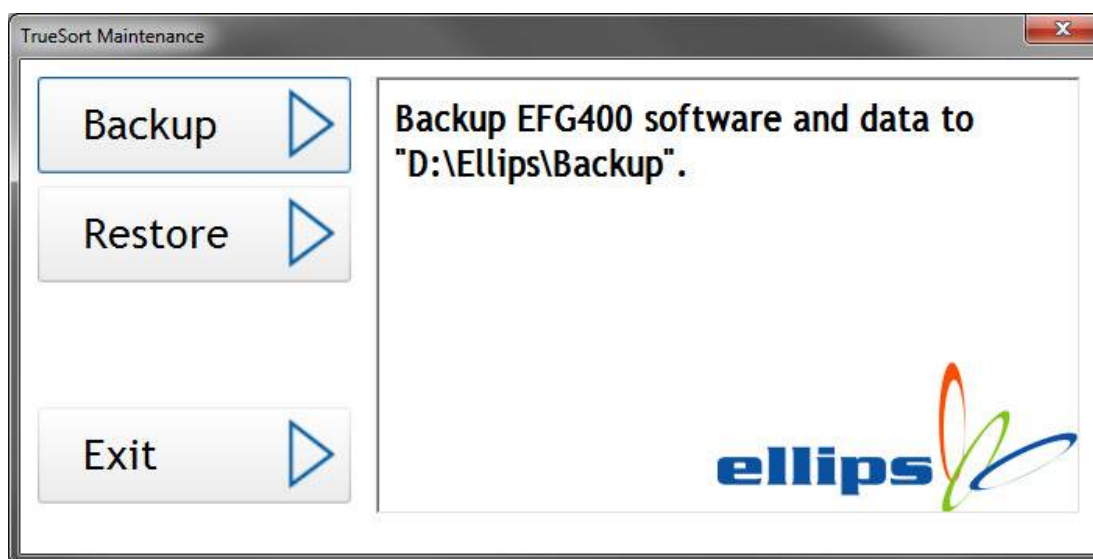 TrueSort Maintenance
Backup
Restore
Exit
Backup EFG400 software and data to
"D:\Ellips\Backup".
ellips